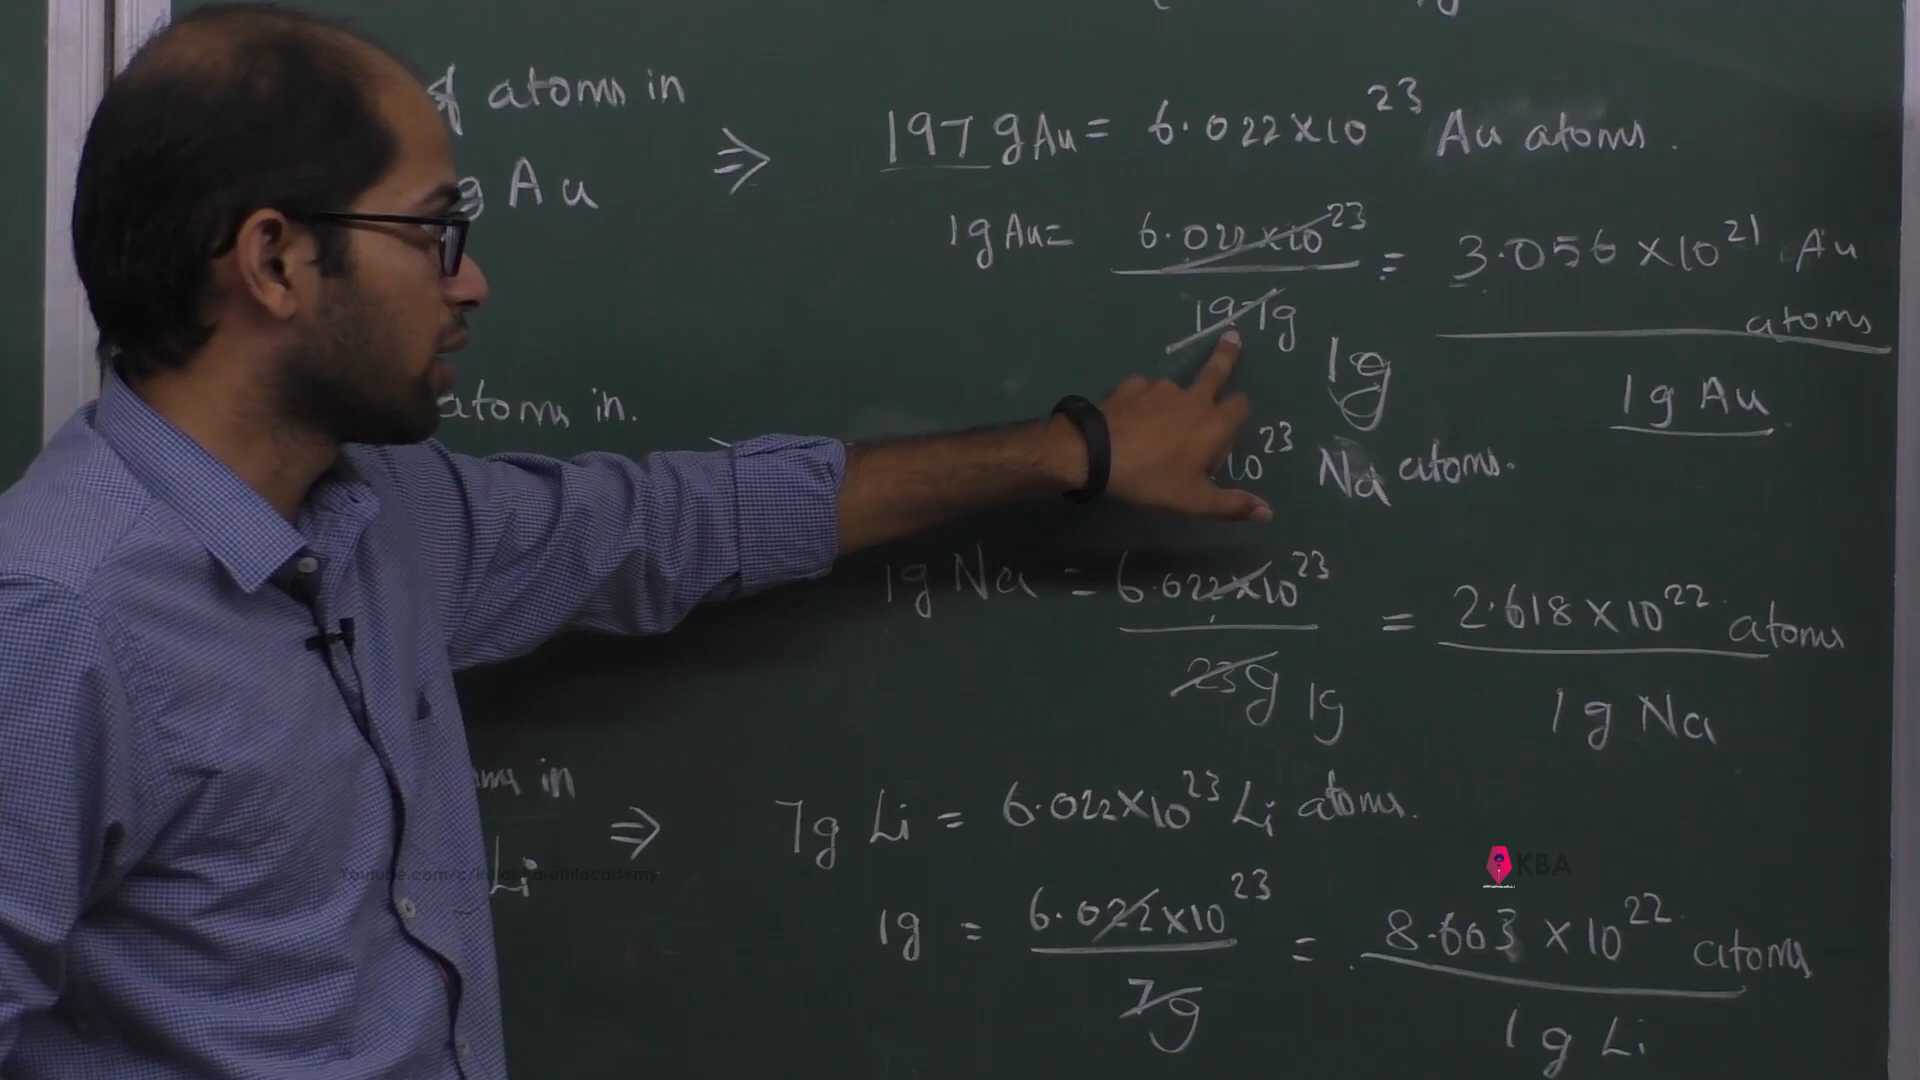 of atoms in
g Au
⇒ 197 g Au = 6.022×10^23 Au atoms.
1g Au = 6.022×10^23 / 197g 1g = 3.056×10^21 Au atoms / 1g Au
atoms in.
10^23 Na atoms.
1g Na = 6.022×10^23 / 23g 1g = 2.618×10^22 atoms / 1g Na
in
Li
⇒ 7g Li = 6.022×10^23 Li atoms.
1g = 6.022×10^23 / 7g = 8.603×10^22 atoms / 1g Li
KBA